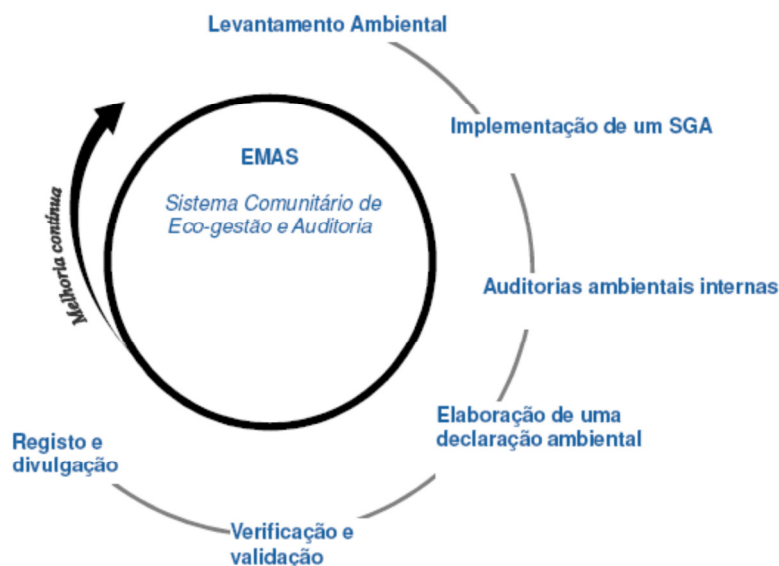 Levantamento Ambiental
Implementação de um SGA
EMAS
Sistema Comunitário de
Eco-gestão e Auditoria
Melhoria contínua
Auditorias ambientais internas
Elaboração de uma
declaração ambiental
Registo e
divulgação
Verificação e
validação